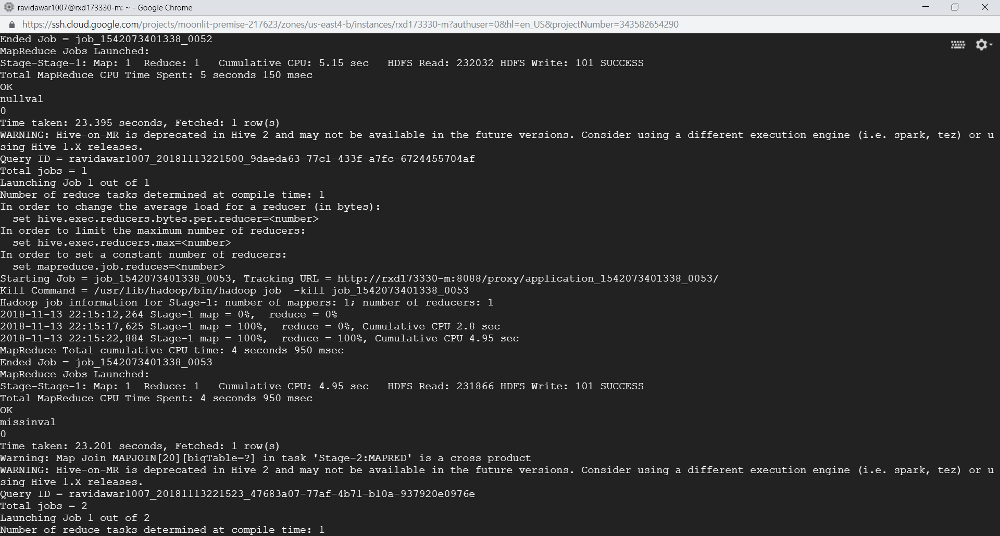 ravidawar1007@rxd173330-m: ~ - Google Chrome
https://ssh.cloud.google.com/projects/moonlit-premise-217623/zones/us-east4-b/instances/rxd173330-m?authuser=0&hl=en_US&projectNumber=343582654290
Ended Job = job_1542073401338_0052
MapReduce Jobs Launched:
Stage-Stage-1: Map: 1  Reduce: 1   Cumulative CPU: 5.15 sec   HDFS Read: 232032 HDFS Write: 101 SUCCESS
Total MapReduce CPU Time Spent: 5 seconds 150 msec
OK
nullval
0
Time taken: 23.395 seconds, Fetched: 1 row(s)
WARNING: Hive-on-MR is deprecated in Hive 2 and may not be available in the future versions. Consider using a different execution engine (i.e. spark, tez) or u
sing Hive 1.X releases.
Query ID = ravidawar1007_20181113221500_9daeda63-77c1-433f-a7fc-6724455704af
Total jobs = 1
Launching Job 1 out of 1
Number of reduce tasks determined at compile time: 1
In order to change the average load for a reducer (in bytes):
  set hive.exec.reducers.bytes.per.reducer=<number>
In order to limit the maximum number of reducers:
  set hive.exec.reducers.max=<number>
In order to set a constant number of reducers:
  set mapreduce.job.reduces=<number>
Starting Job = job_1542073401338_0053, Tracking URL = http://rxd173330-m:8088/proxy/application_1542073401338_0053/
Kill Command = /usr/lib/hadoop/bin/hadoop job  -kill job_1542073401338_0053
Hadoop job information for Stage-1: number of mappers: 1; number of reducers: 1
2018-11-13 22:15:12,264 Stage-1 map = 0%,  reduce = 0%
2018-11-13 22:15:17,625 Stage-1 map = 100%,  reduce = 0%, Cumulative CPU 2.8 sec
2018-11-13 22:15:22,884 Stage-1 map = 100%,  reduce = 100%, Cumulative CPU 4.95 sec
MapReduce Total cumulative CPU time: 4 seconds 950 msec
Ended Job = job_1542073401338_0053
MapReduce Jobs Launched:
Stage-Stage-1: Map: 1  Reduce: 1   Cumulative CPU: 4.95 sec   HDFS Read: 231866 HDFS Write: 101 SUCCESS
Total MapReduce CPU Time Spent: 4 seconds 950 msec
OK
missinval
0
Time taken: 23.201 seconds, Fetched: 1 row(s)
Warning: Map Join MAPJOIN[20][bigTable=?] in task 'Stage-2:MAPRED' is a cross product
WARNING: Hive-on-MR is deprecated in Hive 2 and may not be available in the future versions. Consider using a different execution engine (i.e. spark, tez) or u
sing Hive 1.X releases.
Query ID = ravidawar1007_20181113221523_47683a07-77af-4b71-b10a-937920e0976e
Total jobs = 2
Launching Job 1 out of 2
Number of reduce tasks determined at compile time: 1